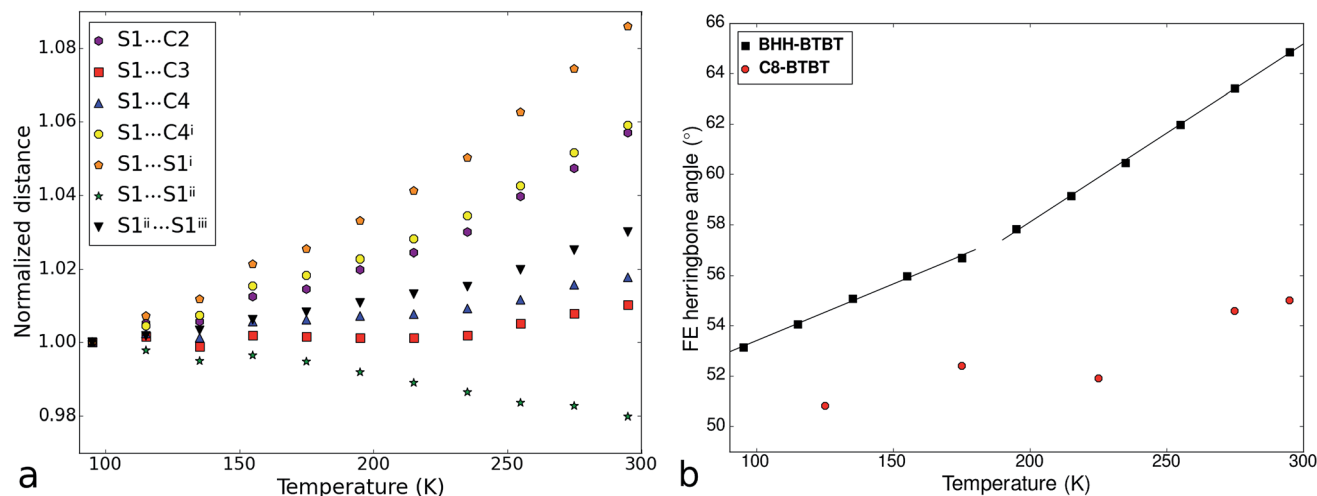 1.08
1.06
1.04
1.02
1.00
0.98
Normalized distance
S1···C2
S1···C3
S1···C4
S1···C4ⁱ
S1···S1ⁱ
S1···S1ⁱⁱ
S1ⁱⁱ···S1ⁱⁱⁱ
100 150 200 250 300
Temperature (K)
a
66
64
62
60
58
56
54
52
50
FE herringbone angle (°)
BHH-BTBT
C8-BTBT
100 150 200 250 300
Temperature (K)
b